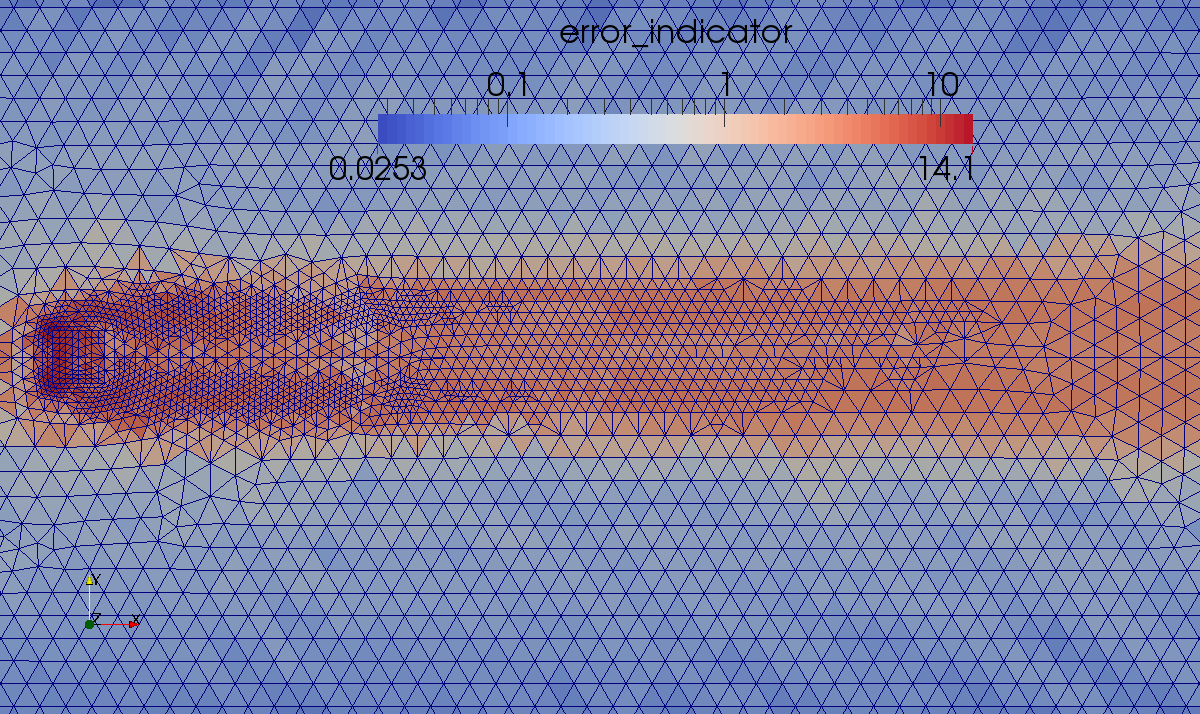 error_indicator
0.1 1 10
0.0253 14.1
Y
Z X